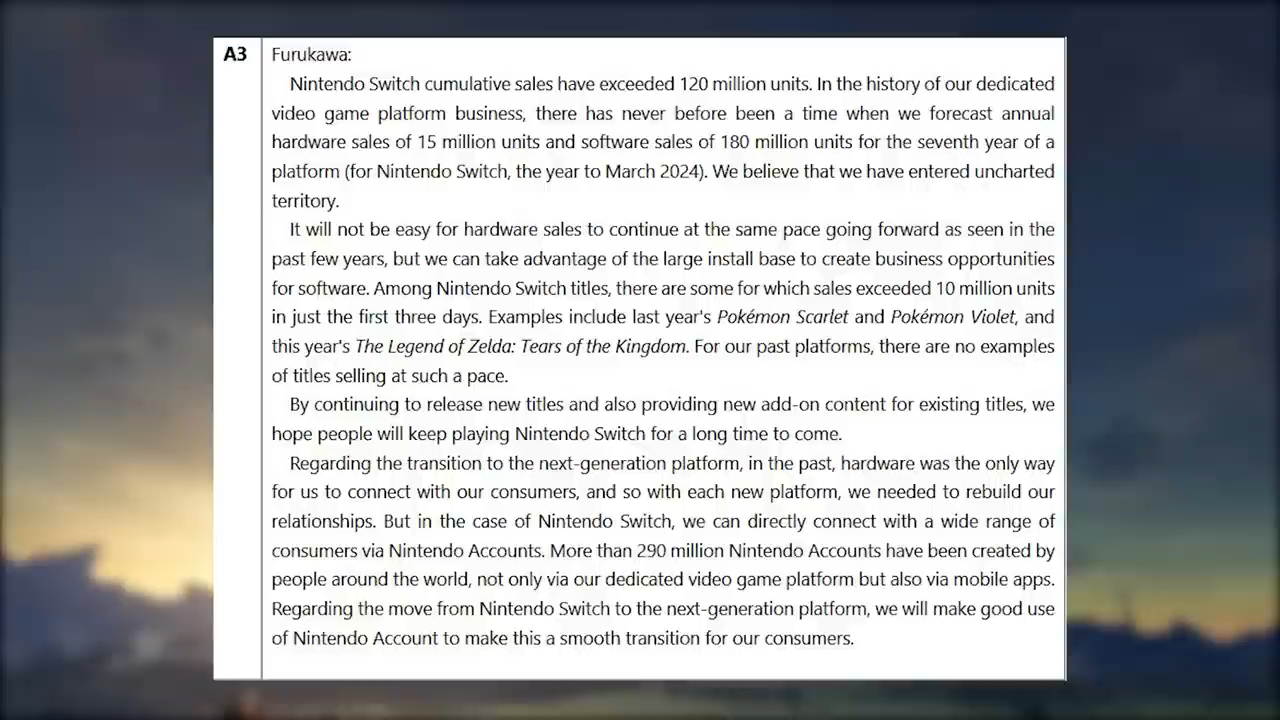 A3 Furukawa:
Nintendo Switch cumulative sales have exceeded 120 million units. In the history of our dedicated
video game platform business, there has never before been a time when we forecast annual
hardware sales of 15 million units and software sales of 180 million units for the seventh year of a
platform (for Nintendo Switch, the year to March 2024). We believe that we have entered uncharted
territory.
It will not be easy for hardware sales to continue at the same pace going forward as seen in the
past few years, but we can take advantage of the large install base to create business opportunities
for software. Among Nintendo Switch titles, there are some for which sales exceeded 10 million units
in just the first three days. Examples include last year's Pokémon Scarlet and Pokémon Violet, and
this year's The Legend of Zelda: Tears of the Kingdom. For our past platforms, there are no examples
of titles selling at such a pace.
By continuing to release new titles and also providing new add-on content for existing titles, we
hope people will keep playing Nintendo Switch for a long time to come.
Regarding the transition to the next-generation platform, in the past, hardware was the only way
for us to connect with our consumers, and so with each new platform, we needed to rebuild our
relationships. But in the case of Nintendo Switch, we can directly connect with a wide range of
consumers via Nintendo Accounts. More than 290 million Nintendo Accounts have been created by
people around the world, not only via our dedicated video game platform but also via mobile apps.
Regarding the move from Nintendo Switch to the next-generation platform, we will make good use
of Nintendo Account to make this a smooth transition for our consumers.